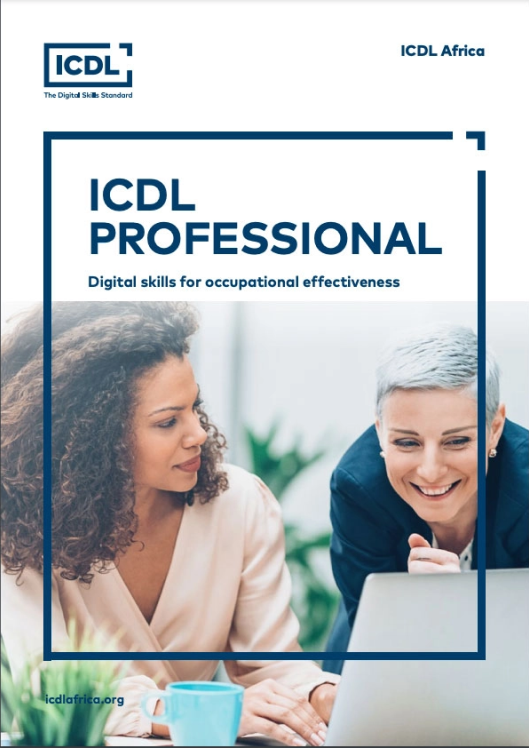 ICDL
The Digital Skills Standard
ICDL Africa
ICDL
PROFESSIONAL
Digital skills for occupational effectiveness
icdlafrica.org